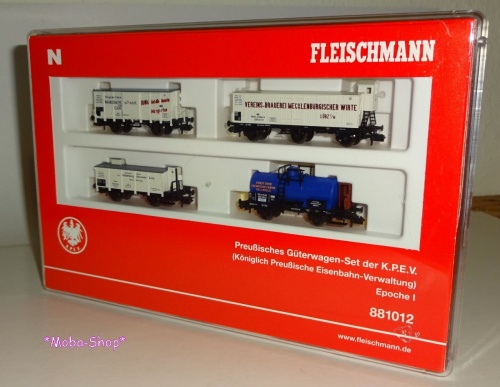 N
FLEISCHMANN
VEREINS-BRAUEREI MECKLENBURGISCHER WIRTE
Preußisches Güterwagen-Set der K.P.E.V.
(Königlich Preußische Eisenbahn-Verwaltung)
Epoche I
881012
www.fleischmann.de
*Moba-Shop*